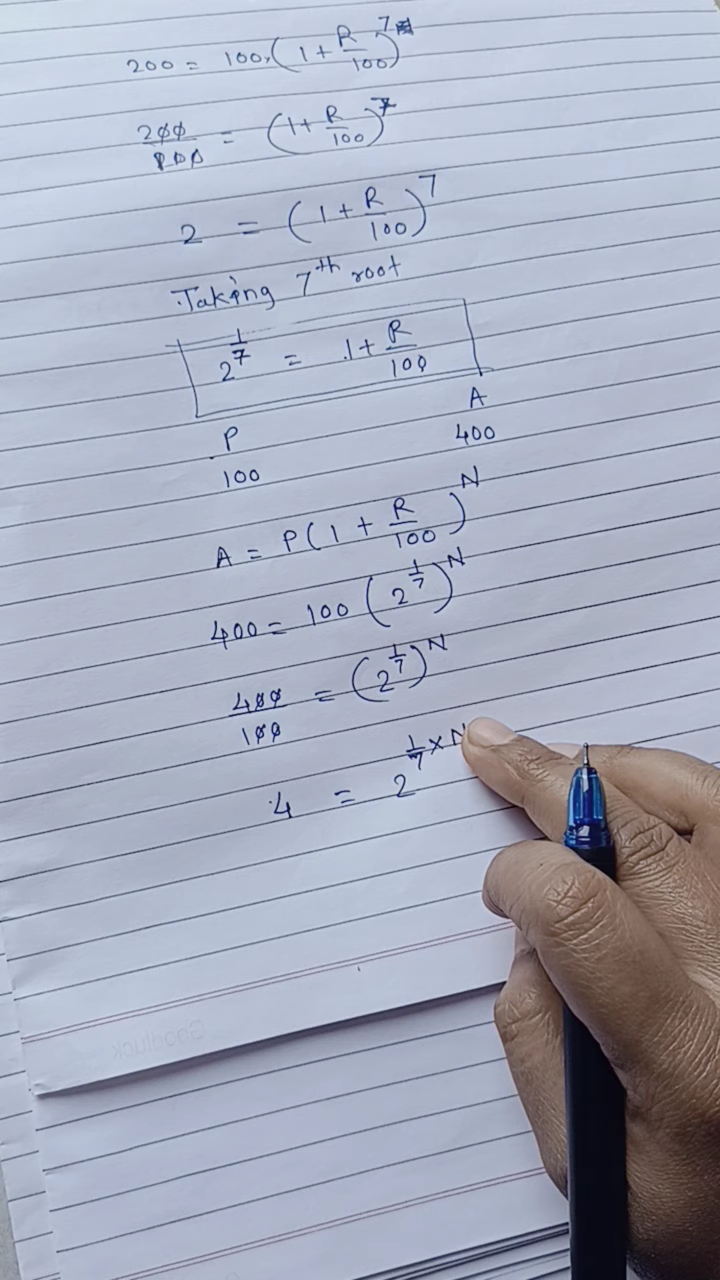 200 = 100 (1 + R/100)^7
200/100 = (1 + R/100)^7
2 = (1 + R/100)^7
Taking 7th root
2^(1/7) = 1 + R/100
P A
100 400
A = P(1 + R/100)^N
400 = 100 (2^(1/7))^N
400/100 = (2^(1/7))^N
4 = 2^(1/7 × N)